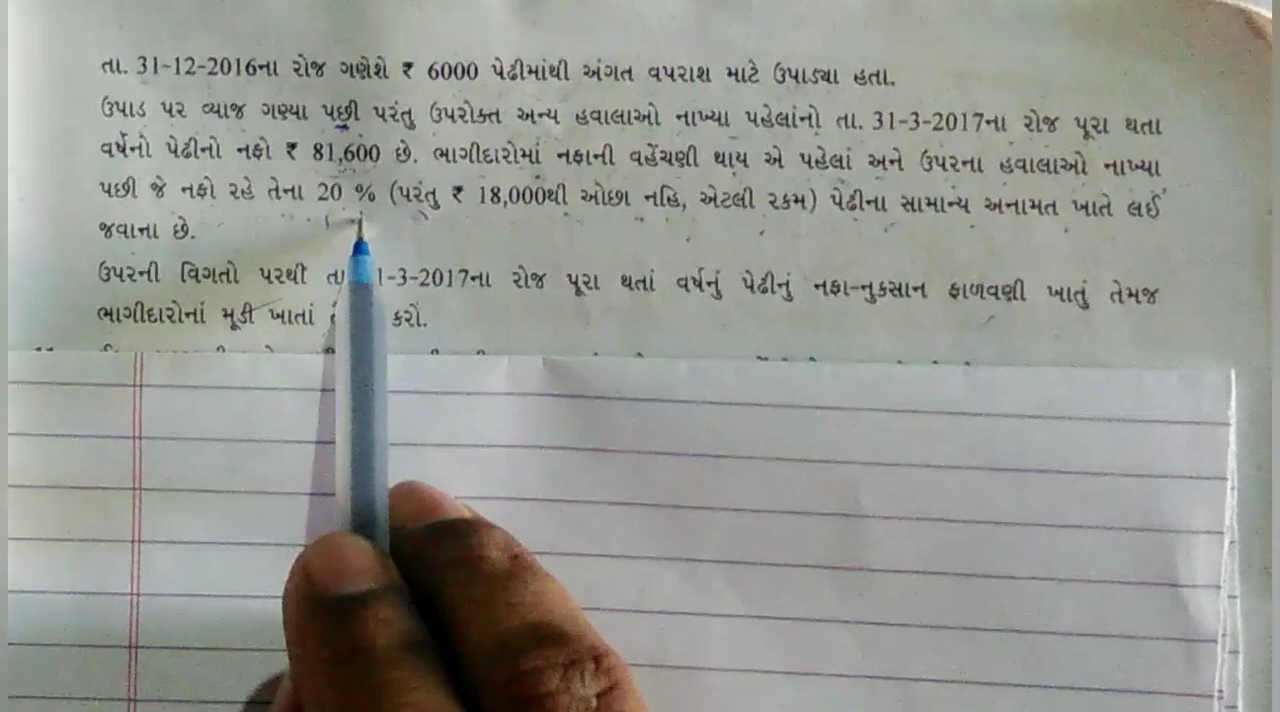 તા. 31-12-2016ના રોજ ગણેશે ₹ 6000 પેઢીમાંથી અંગત વપરાશ માટે ઉપાડ્યા હતા.
ઉપાડ પર વ્યાજ ગણ્યા પછી પરંતુ ઉપરોક્ત અન્ય હવાલાઓ નાખ્યા પહેલાંનો તા. 31-3-2017ના રોજ પૂરા થતા
વર્ષનો પેઢીનો નફો ₹ 81,600 છે. ભાગીદારોમાં નફાની વહેંચણી થાય એ પહેલાં અને ઉપરના હવાલાઓ નાખ્યા
પછી જે નફો રહે તેના 20 % (પરંતુ ₹ 18,000થી ઓછા નહિ, એટલી રકમ) પેઢીના સામાન્ય અનામત ખાતે લઈ
જવાના છે.
ઉપરની વિગતો પરથી તા 1-3-2017ના રોજ પૂરા થતાં વર્ષનું પેઢીનું નફા-નુકસાન ફાળવણી ખાતું તેમજ
ભાગીદારોનાં મૂડી ખાતાં કરો.